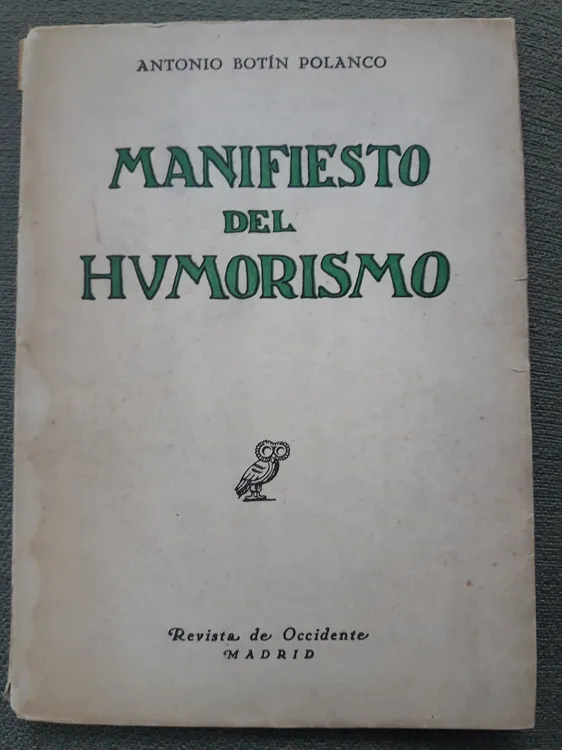 ANTONIO BOTÍN POLANCO
MANIFIESTO
DEL
HVMORISMO
Revista de Occidente
MADRID